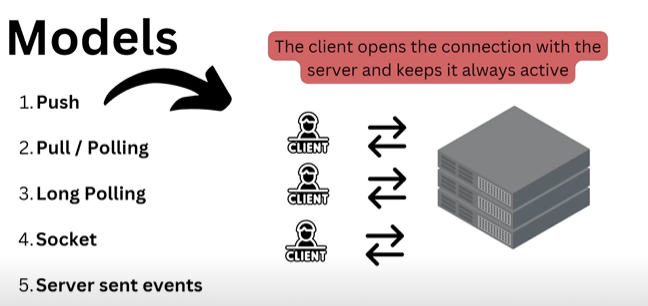 Models
The client opens the connection with the
server and keeps it always active
1. Push
2. Pull / Polling
3. Long Polling
4. Socket
5. Server sent events
CLIENT
CLIENT
CLIENT